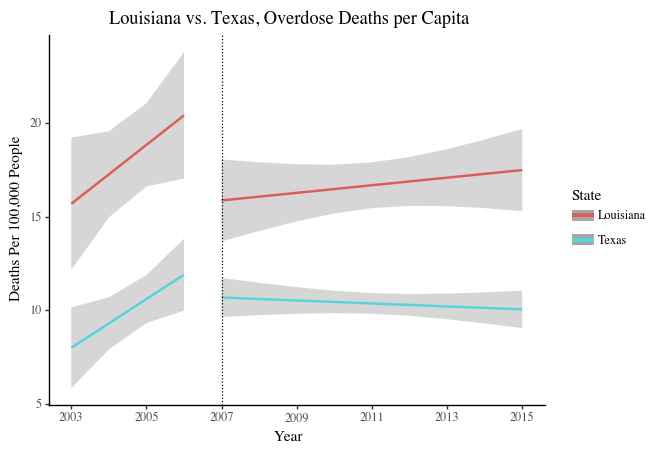 Louisiana vs. Texas, Overdose Deaths per Capita
Deaths Per 100,000 People
20
15
10
5
2003 2005 2007 2009 2011 2013 2015
Year
State
Louisiana
Texas